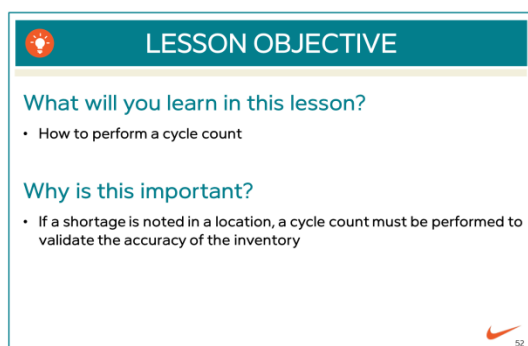 LESSON OBJECTIVE
What will you learn in this lesson?
• How to perform a cycle count
Why is this important?
• If a shortage is noted in a location, a cycle count must be performed to
validate the accuracy of the inventory
52